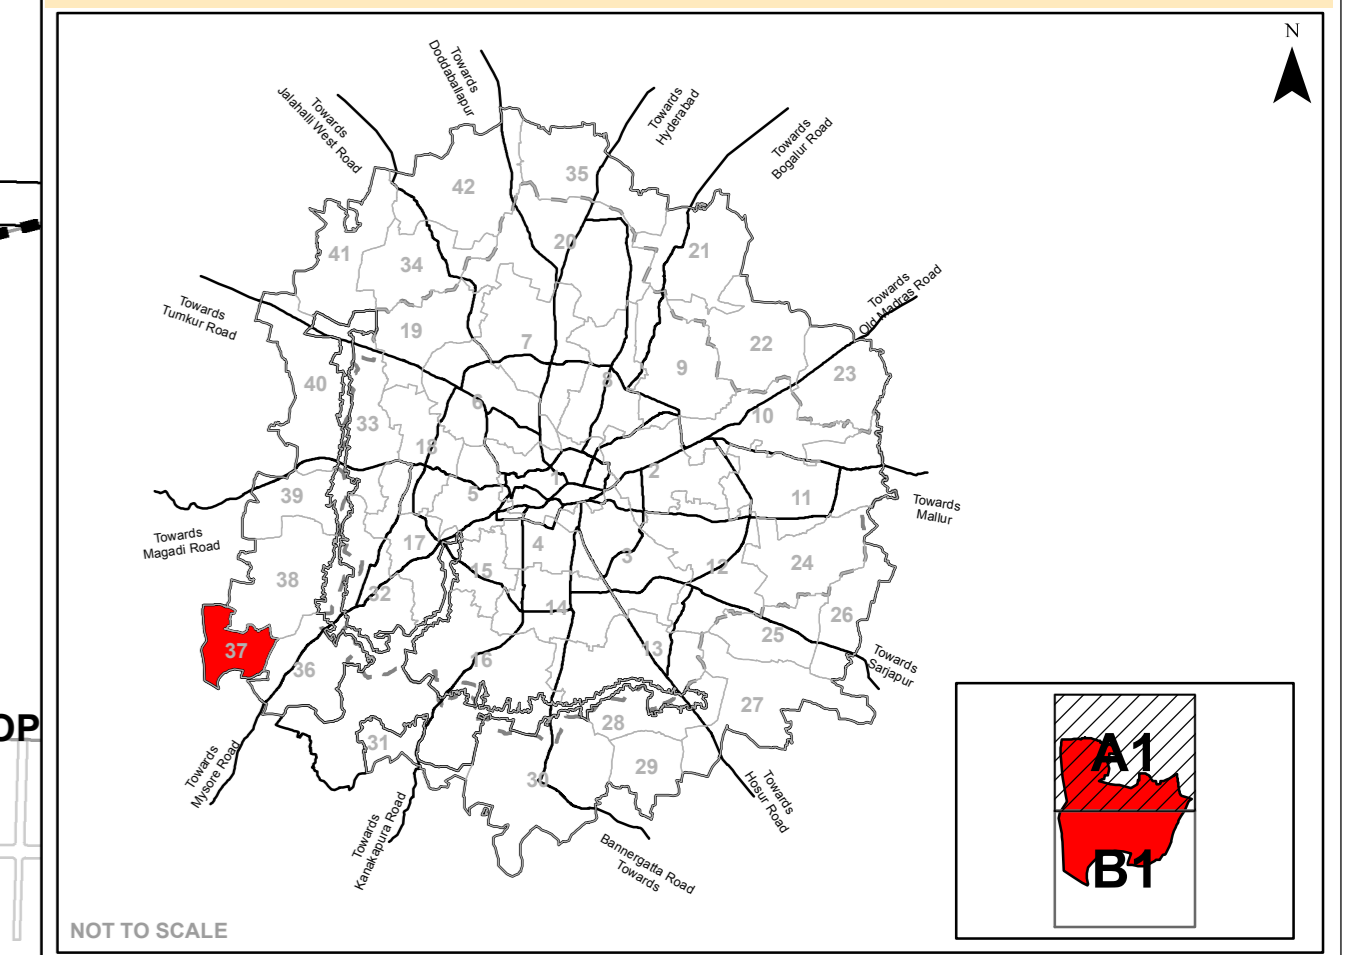 N
Towards
Doddaballapur
Towards
Jalahalli West Road
Towards
Hyderabad
Towards
Bogalur Road
42
35
41
34
20
21
Towards
Old Madras Road
Towards
Tumkur Road
19
7
22
9
8
23
40
6
10
33
18
1
2
39
5
11
Towards
Mallur
Towards
Magadi Road
17
4
3
15
12
24
38
32
14
26
25
37
36
16
13
Towards
Sarjapur
27
OP
31
28
29
30
Towards
Mysore Road
Towards
Kanakapura Road
Bannergatta Road
Towards
Towards
Hosur Road
A1
B1
NOT TO SCALE